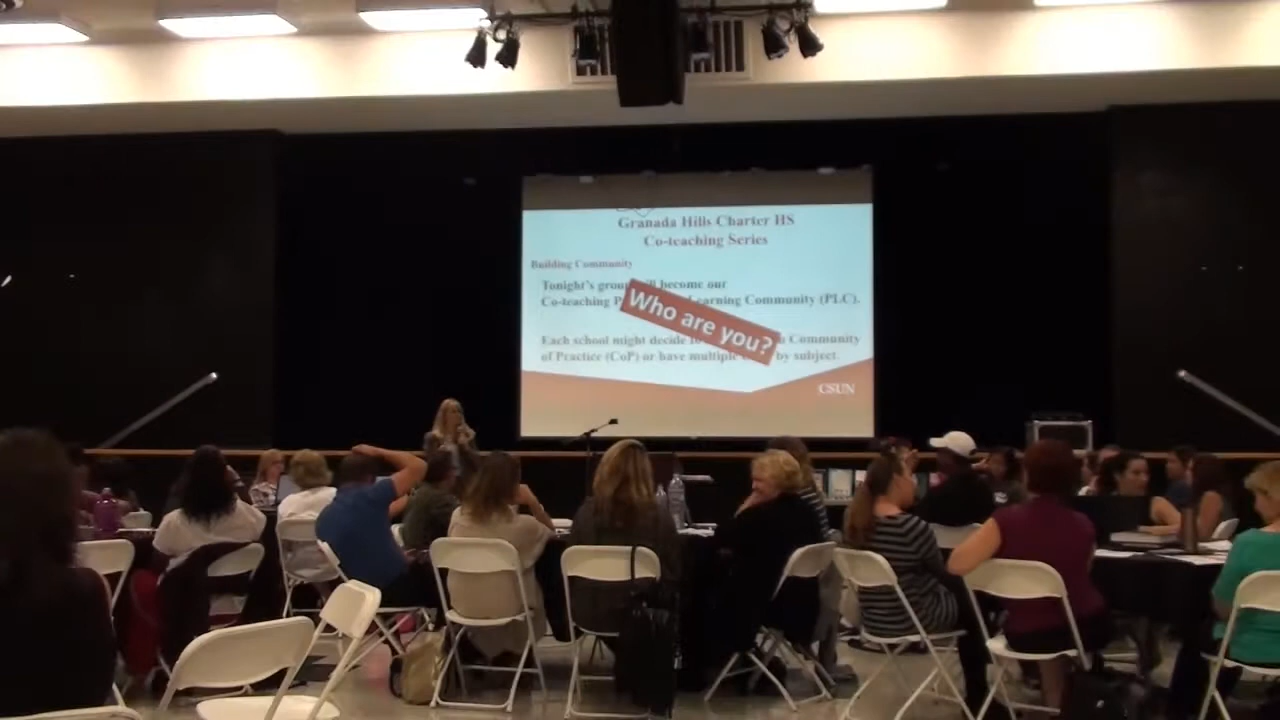 Granada Hills Charter HS
Co-teaching Series
Building Community
Tonight's group will become our
Co-teaching Learning Community (PLC).
Who are you?
Each school might decide Community
of Practice (CoP) or have multiple by subject.
CSUN